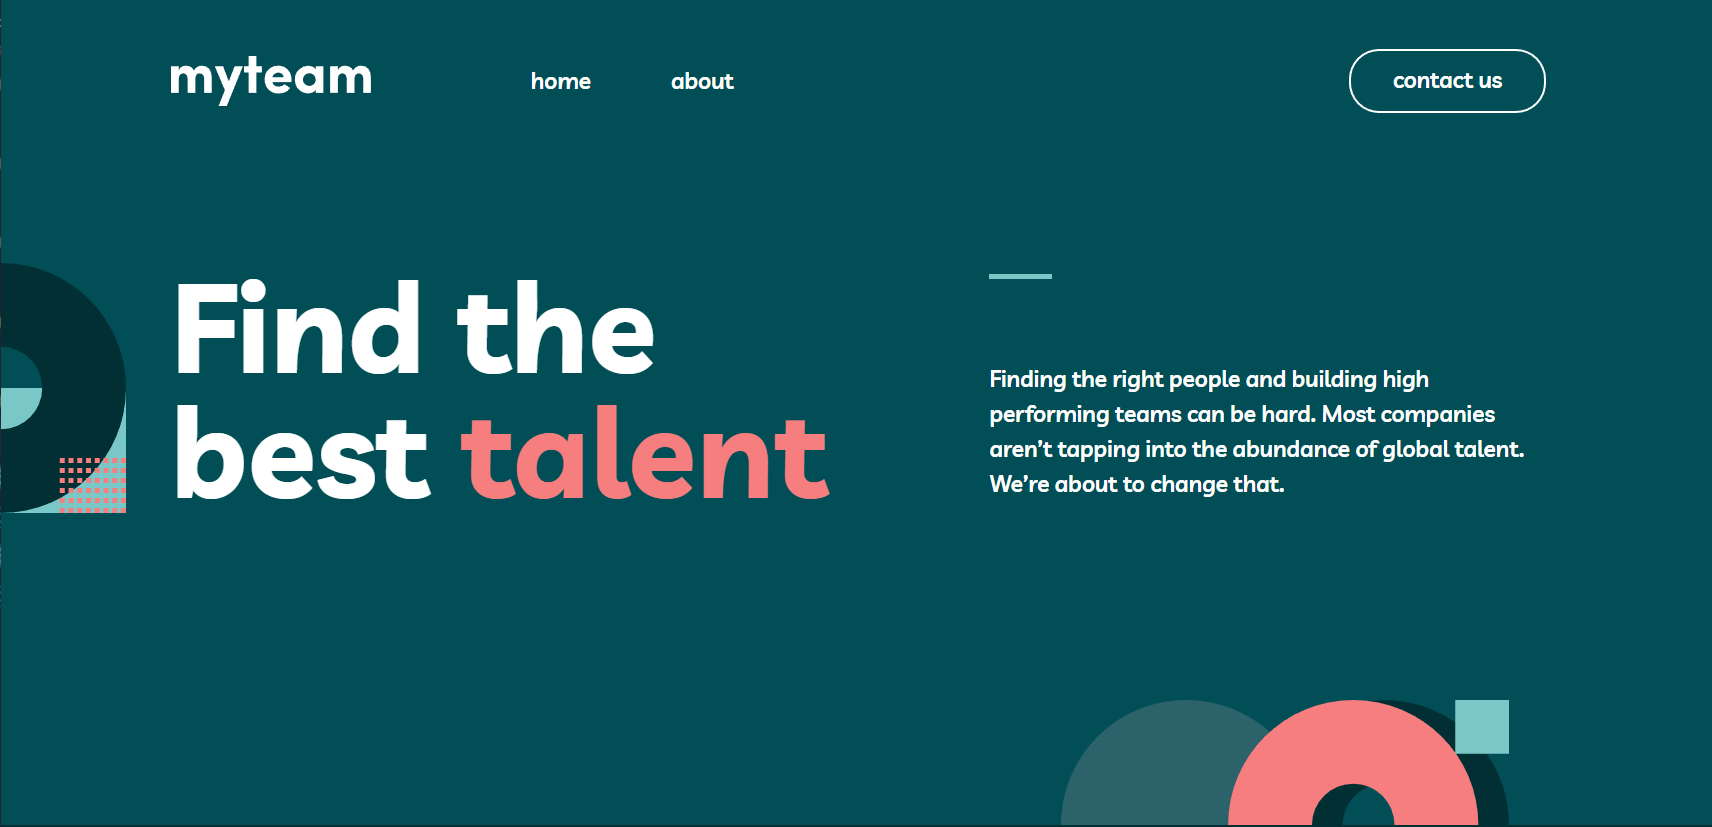 myteam
home
about
contact us
Find the
best talent
Finding the right people and building high
performing teams can be hard. Most companies
aren’t tapping into the abundance of global talent.
We’re about to change that.